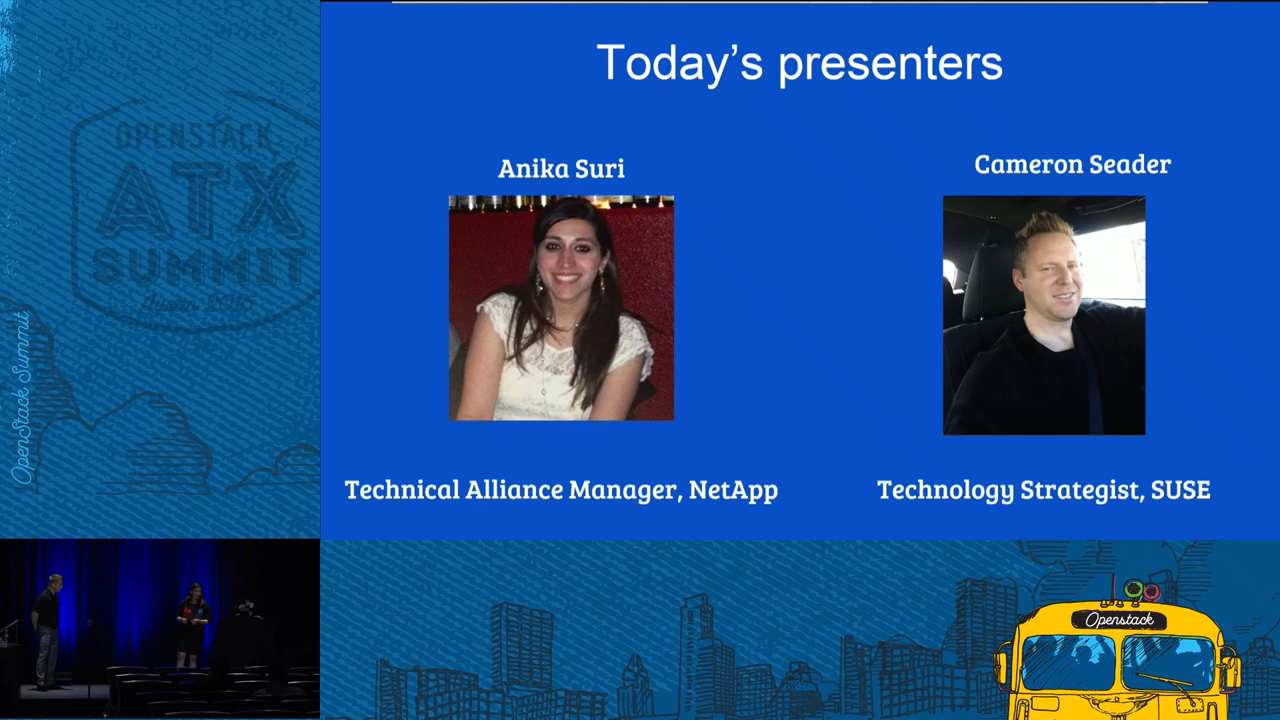 Today's presenters
Anika Suri
Cameron Seader
Technical Alliance Manager, NetApp
Technology Strategist, SUSE
OPENSTACK
ATX
SUMMIT
OpenStack Summit
Openstack